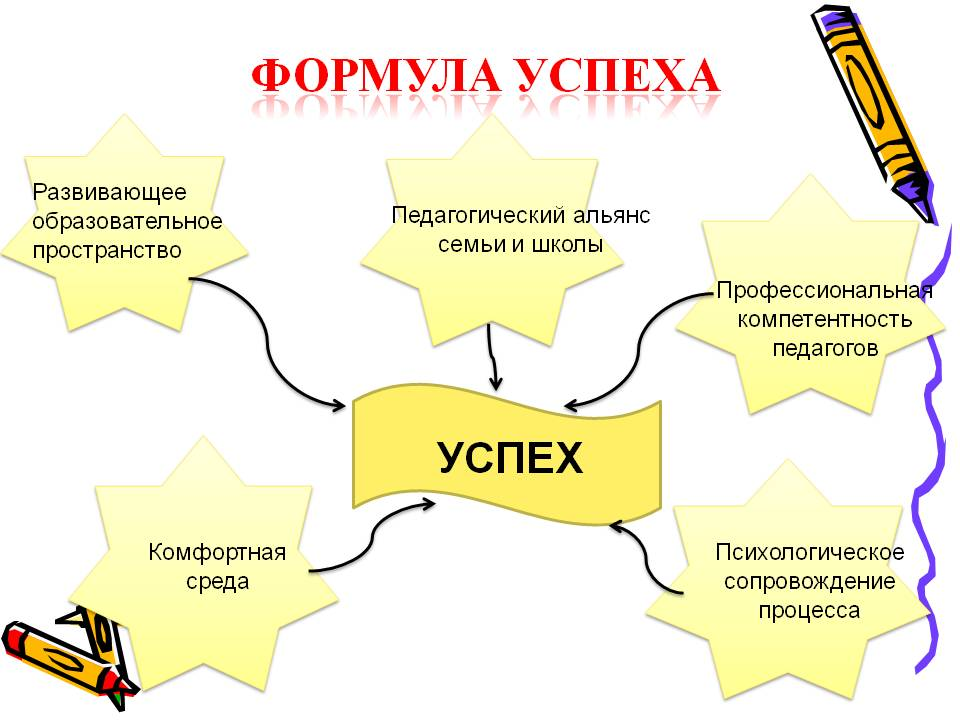 ФОРМУЛА УСПЕХА
Развивающее
образовательное
пространство
Педагогический альянс
семьи и школы
Профессиональная
компетентность
педагогов
УСПЕХ
Комфортная
среда
Психологическое
сопровождение
процесса